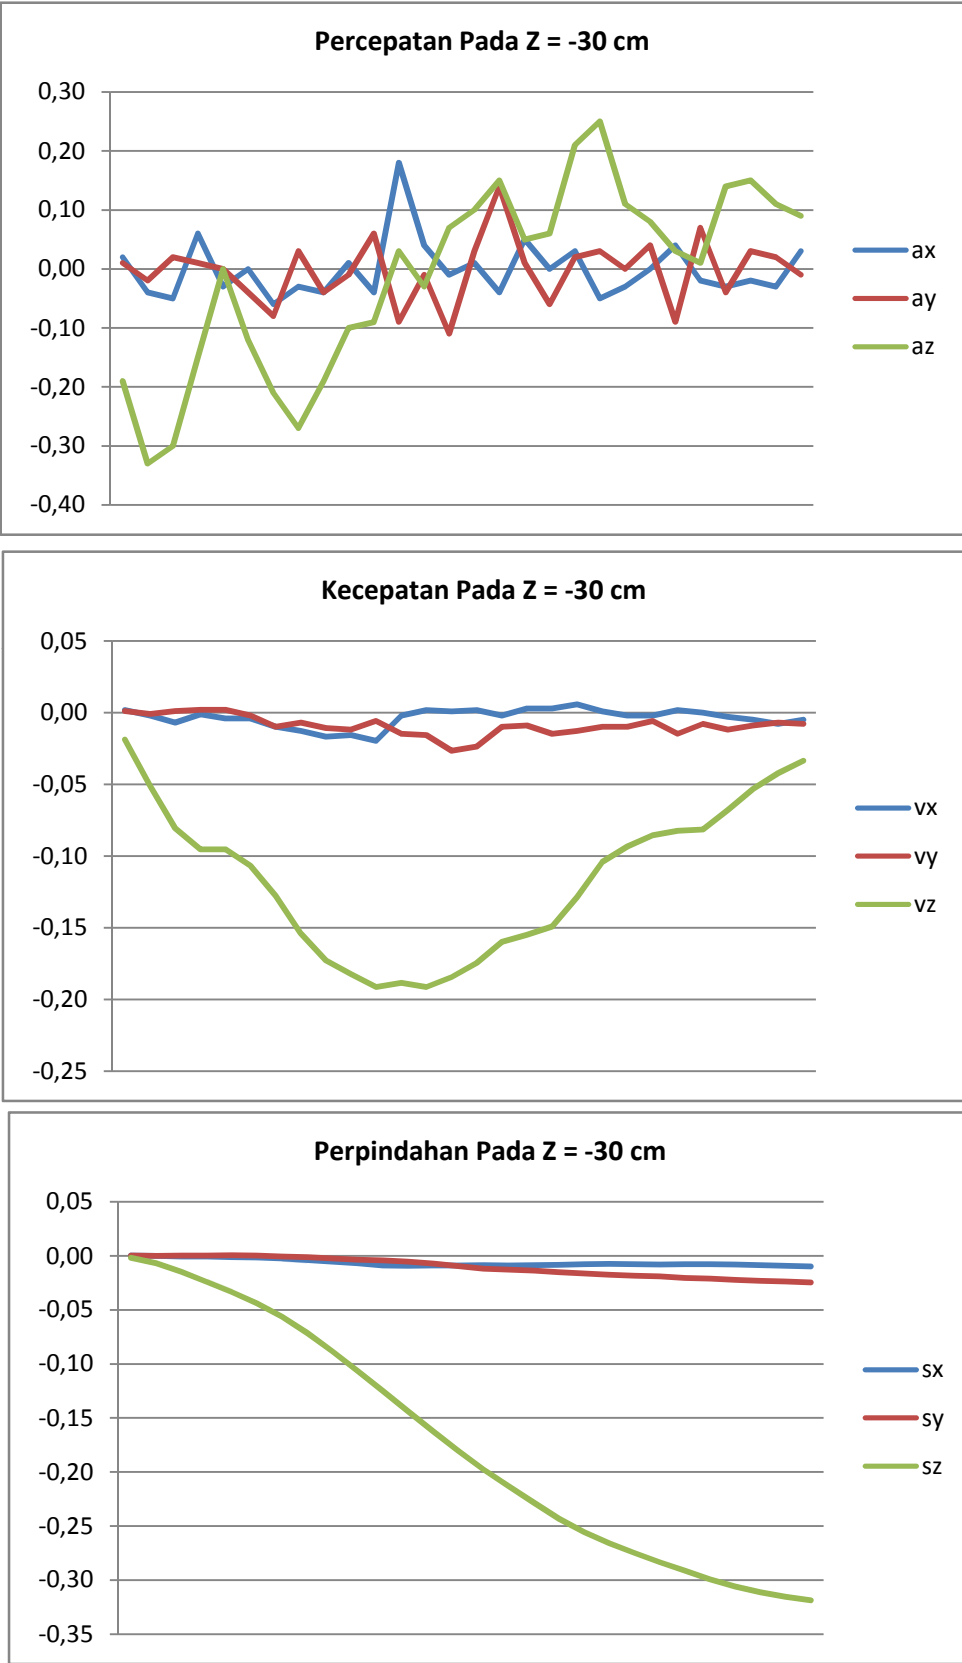 Percepatan Pada Z = -30 cm
0,30
0,20
0,10
0,00
-0,10
-0,20
-0,30
-0,40
ax
ay
az
Kecepatan Pada Z = -30 cm
0,05
0,00
-0,05
-0,10
-0,15
-0,20
-0,25
vx
vy
vz
Perpindahan Pada Z = -30 cm
0,05
0,00
-0,05
-0,10
-0,15
-0,20
-0,25
-0,30
-0,35
sx
sy
sz